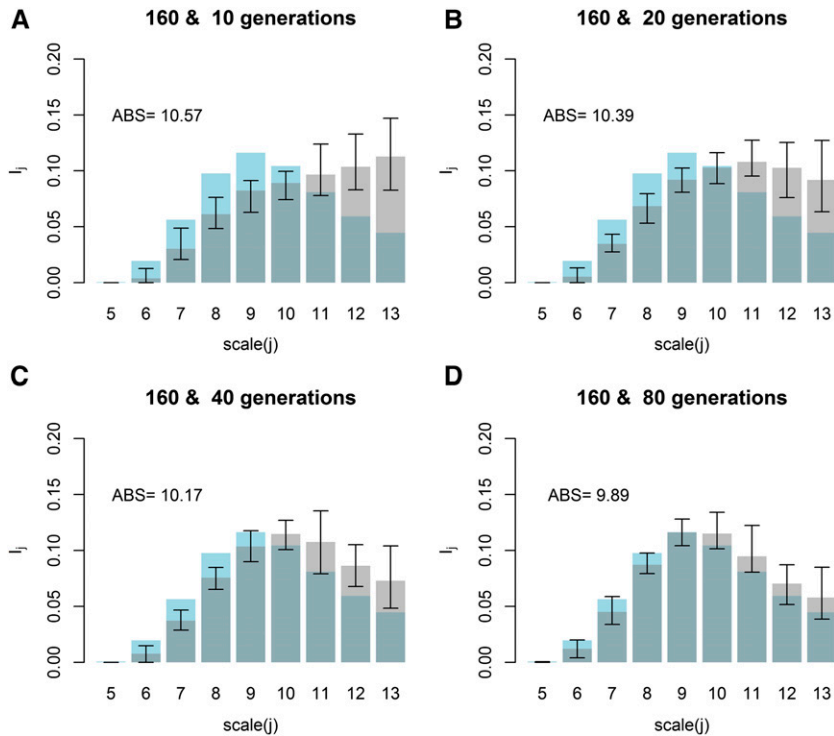 A
160 & 10 generations
0.20
0.15
0.10
0.05
0.00
Ij
ABS= 10.57
5 6 7 8 9 10 11 12 13
scale(j)
B
160 & 20 generations
0.20
0.15
0.10
0.05
0.00
Ij
ABS= 10.39
5 6 7 8 9 10 11 12 13
scale(j)
C
160 & 40 generations
0.20
0.15
0.10
0.05
0.00
Ij
ABS= 10.17
5 6 7 8 9 10 11 12 13
scale(j)
D
160 & 80 generations
0.20
0.15
0.10
0.05
0.00
Ij
ABS= 9.89
5 6 7 8 9 10 11 12 13
scale(j)